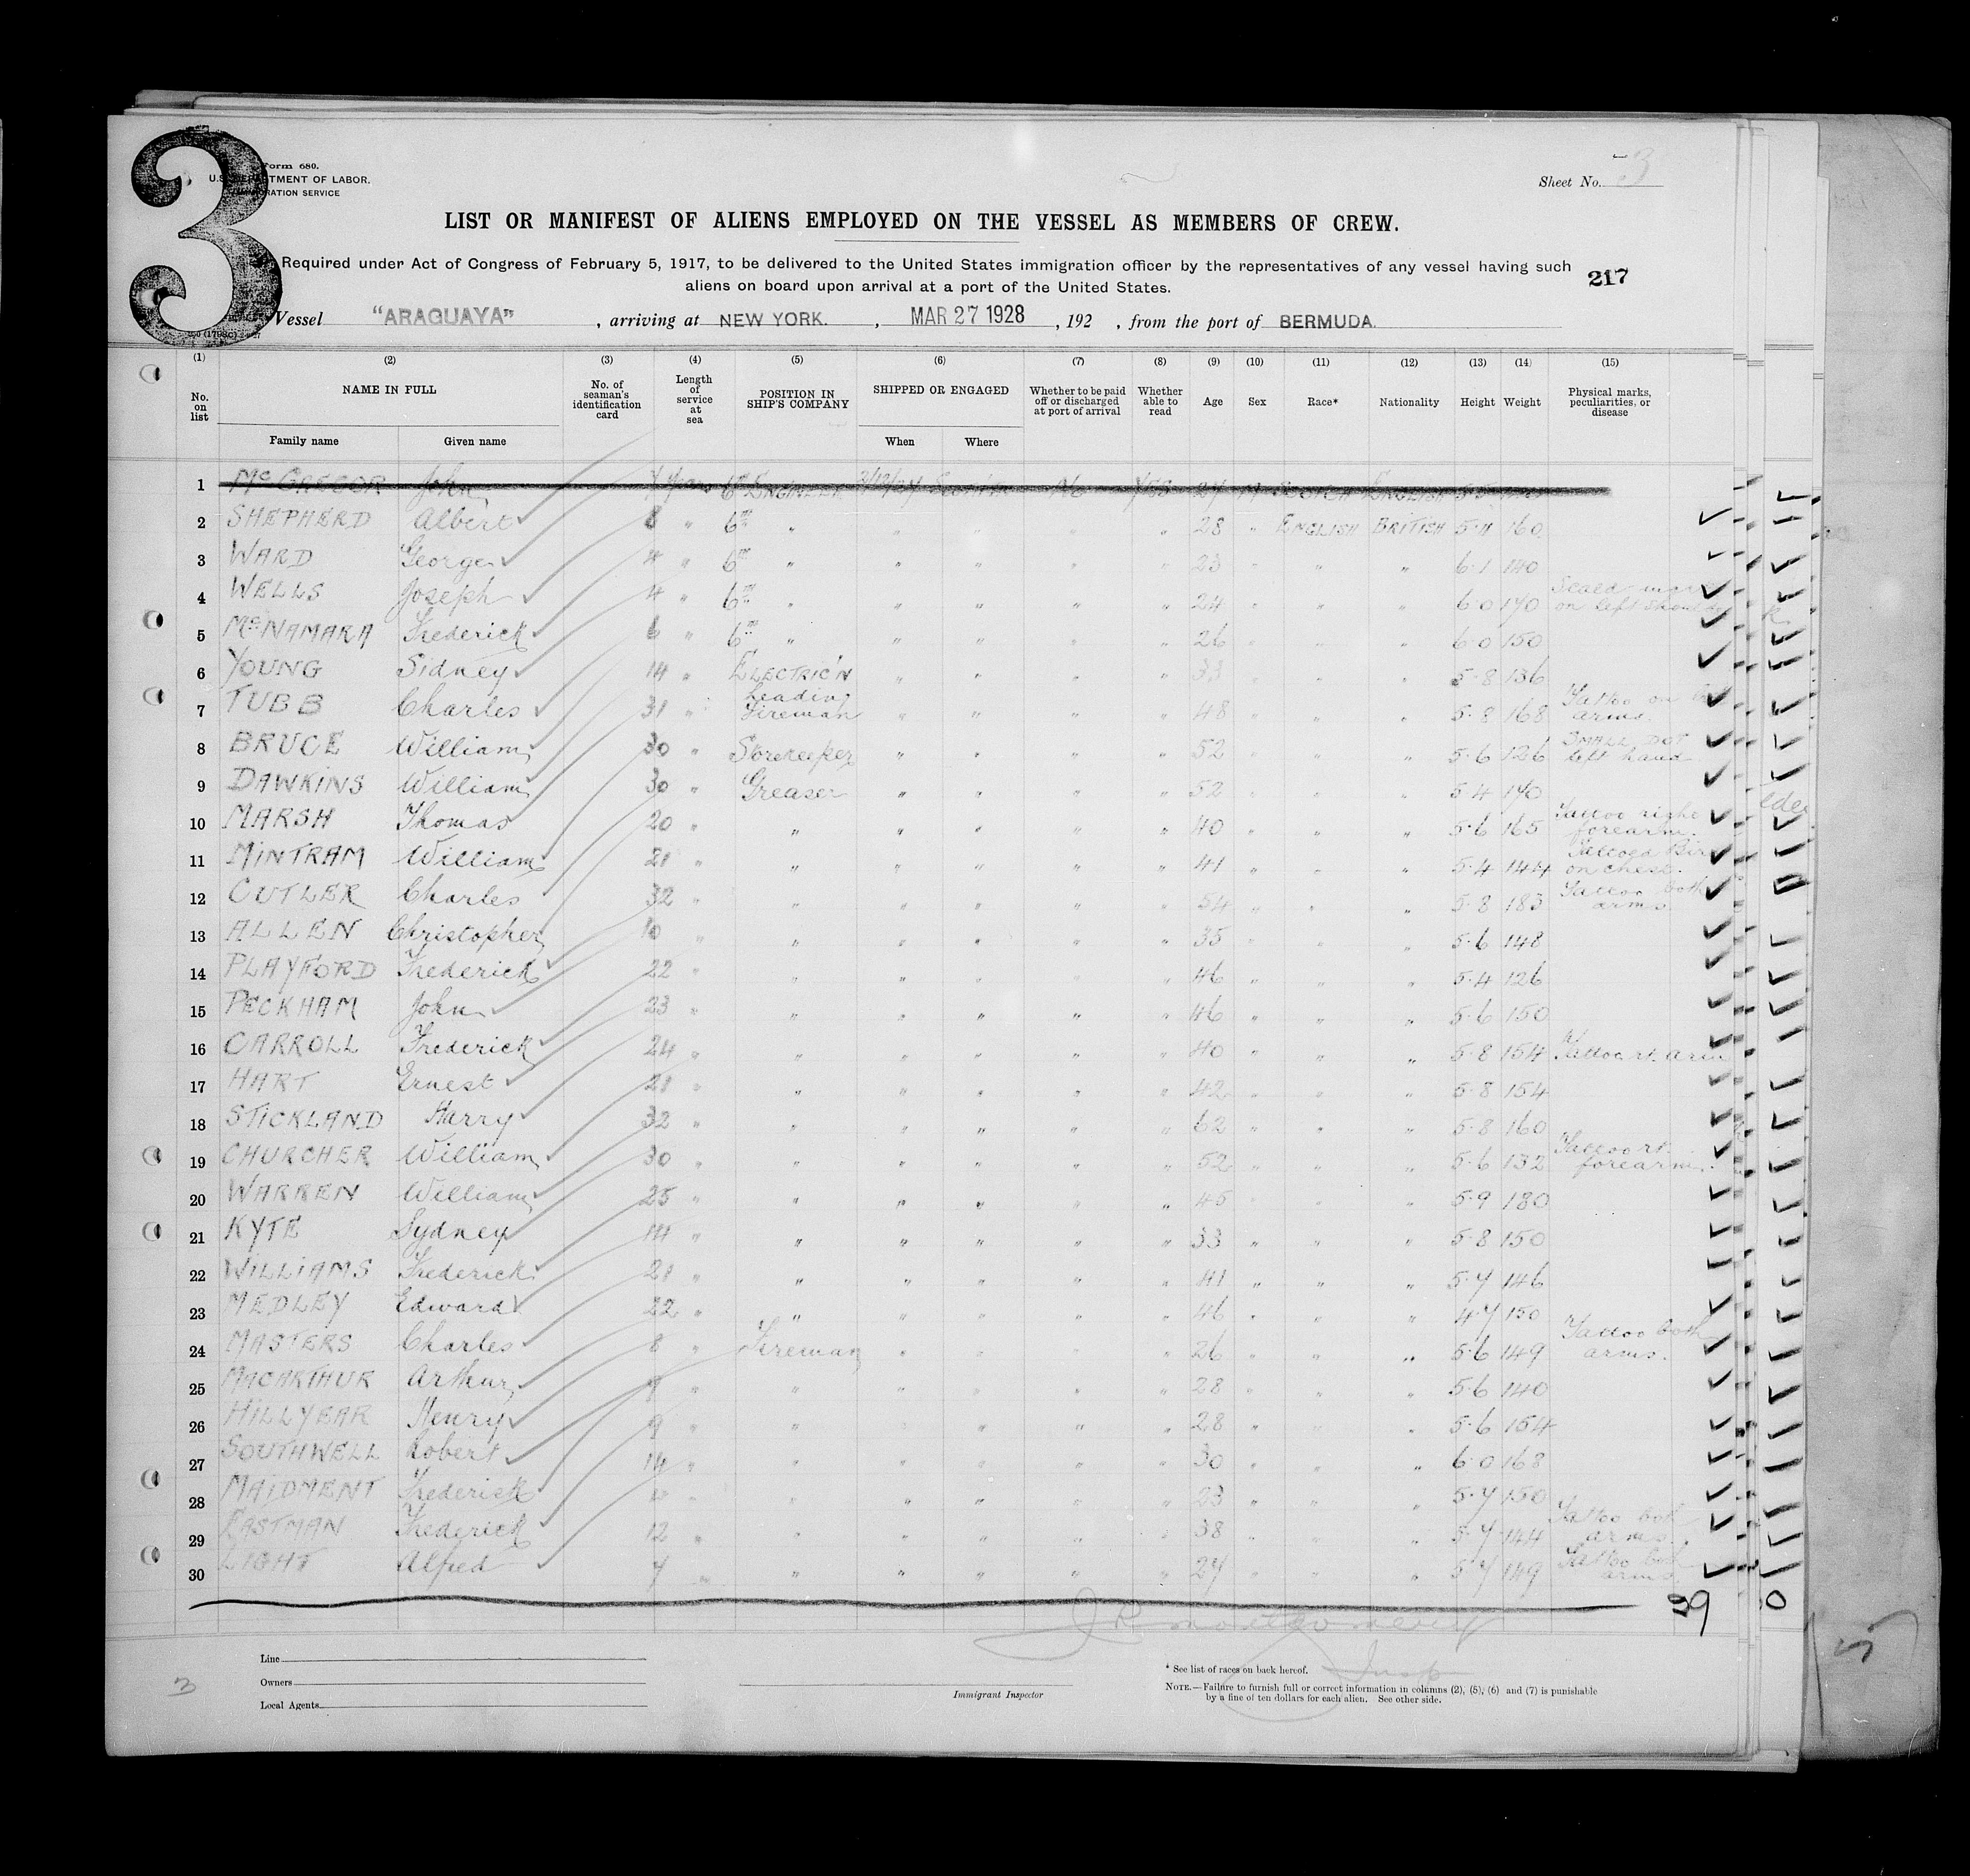 3
Form 680.
U.S. DEPARTMENT OF LABOR.
IMMIGRATION SERVICE
Sheet No. 3
LIST OR MANIFEST OF ALIENS EMPLOYED ON THE VESSEL AS MEMBERS OF CREW.
Required under Act of Congress of February 5, 1917, to be delivered to the United States immigration officer by the representatives of any vessel having such
aliens on board upon arrival at a port of the United States.
217
Vessel "ARAGUAYA" , arriving at NEW YORK. , MAR 27 1928 , 192 , from the port of BERMUDA.
(1) (2) (3) (4) (5) (6) (7) (8) (9) (10) (11) (12) (13) (14) (15)
No. on list NAME IN FULL No. of seaman's identification card Length of service at sea POSITION IN SHIP'S COMPANY SHIPPED OR ENGAGED Whether to be paid off or discharged at port of arrival Whether able to read Age Sex Race* Nationality Height Weight Physical marks, peculiarities, or disease
Family name Given name When Where
1 McGREGOR John 6TH ENGINEER No YES 27 M SCOTCH ENGLISH
2 SHEPHERD Albert 8 " 6TH " " " " " 28 " ENGLISH BRITISH 5·11 160
3 WARD George 4 " 6TH " " " " " 23 " " " 6·1 140
4 WELLS Joseph 4 " 6TH " " " " " 24 " " " 6·0 170 Scald on left
5 McNAMARA Frederick 6 " 6TH " " " " " 26 " " " 6·0 150
6 YOUNG Sidney 14 " ELECTRIC'N " " " " 33 " " " 5·8 136
7 TUBB Charles 31 " Leading Fireman " " " " 48 " " " 5·8 168 Tattoo on arms.
8 BRUCE William 30 " Storekeeper " " " " 52 " " " 5·6 126 SMALL DOT left hand
9 DAWKINS William 30 " Greaser " " " " 52 " " " 5·4 140
10 MARSH Thomas 20 " " " " " " 40 " " " 5·6 165 Tattoo right forearm.
11 MINTRAM William 21 " " " " " " 41 " " " 5·4 144 on chest.
12 CUTLER Charles 32 " " " " " " 54 " " " 5·8 183 Tattoo both arms.
13 ALLEN Christopher 10 " " " " " " 35 " " " 5·6 148
14 PLAYFORD Frederick 22 " " " " " " 46 " " " 5·4 126
15 PECKHAM John 23 " " " " " " 46 " " " 5·6 150
16 CARROLL Frederick 24 " " " " " " 40 " " " 5·8 154 Tattoo rt. arm
17 HART Ernest 21 " " " " " " 42 " " " 5·8 154
18 STICKLAND Harry 32 " " " " " " 62 " " " 5·8 160
19 CHURCHER William 30 " " " " " " 52 " " " 5·6 132 Tattoo rt. forearm.
20 WARREN William 25 " " " " " " 45 " " " 5·9 180
21 KYTE Sydney 14 " " " " " " 33 " " " 5·8 150
22 WILLIAMS Frederick 21 " " " " " " 41 " " " 5·7 146
23 MEDLEY Edward 22 " " " " " " 46 " " " 4·7 150
24 MASTERS Charles 8 " Fireman " " " " 26 " " " 5·6 149 Tattoo both arms.
25 MACARTHUR Arthur 9 " " " " " " 28 " " " 5·6 140
26 HILLYEAR Henry 9 " " " " " " 28 " " " 5·6 154
27 SOUTHWELL Robert 14 " " " " " " 30 " " " 6·0 168
28 MAIDMENT Frederick " " " " " " 23 " " " 5·7 150
29 EASTMAN Frederick 12 " " " " " " 38 " " " 5·7 144 Tattoo both arms.
30 LIGHT Alfred 7 " " " " " " 27 " " " 5·7 149 Tattoo both arms
29 0
Line
Owners
Local Agents
3
Immigrant Inspector
Insp
* See list of races on back hereof.
NOTE.—Failure to furnish full or correct information in columns (2), (5), (6) and (7) is punishable
by a fine of ten dollars for each alien. See other side.